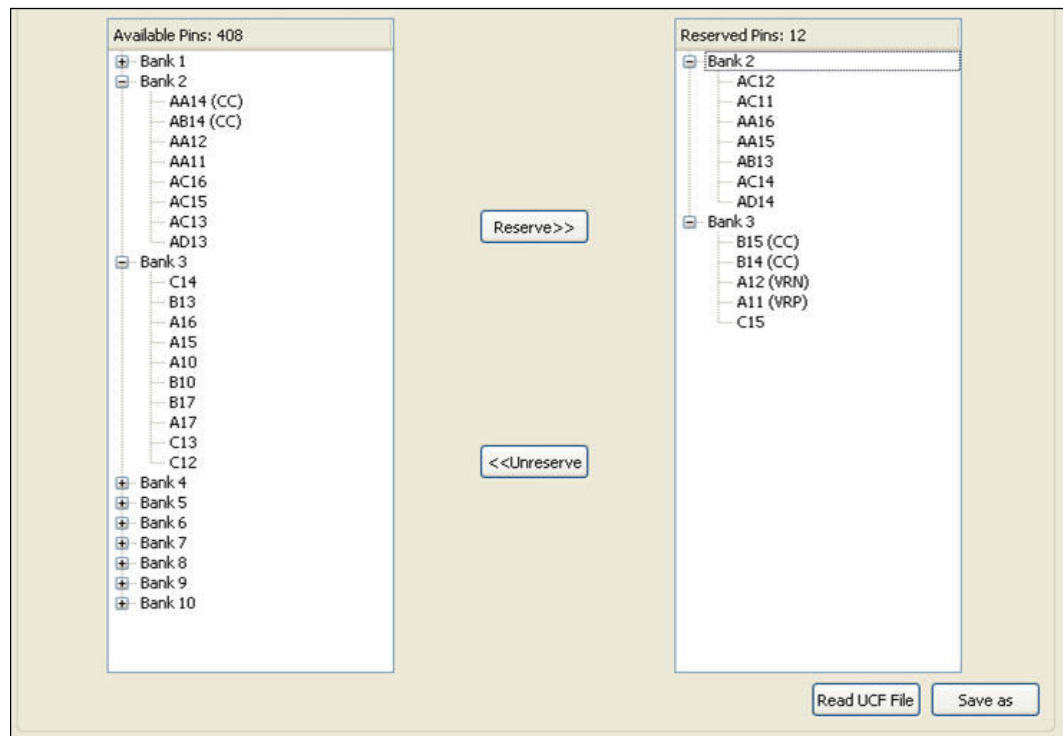 Available Pins: 408
Bank 1
Bank 2
AA14 (CC)
AB14 (CC)
AA12
AA11
AC16
AC15
AC13
AD13
Bank 3
C14
B13
A16
A15
A10
B10
B17
A17
C13
C12
Bank 4
Bank 5
Bank 6
Bank 7
Bank 8
Bank 9
Bank 10
Reserve>>
<<Unreserve
Reserved Pins: 12
Bank 2
AC12
AC11
AA16
AA15
AB13
AC14
AD14
Bank 3
B15 (CC)
B14 (CC)
A12 (VRN)
A11 (VRP)
C15
Read UCF File
Save as